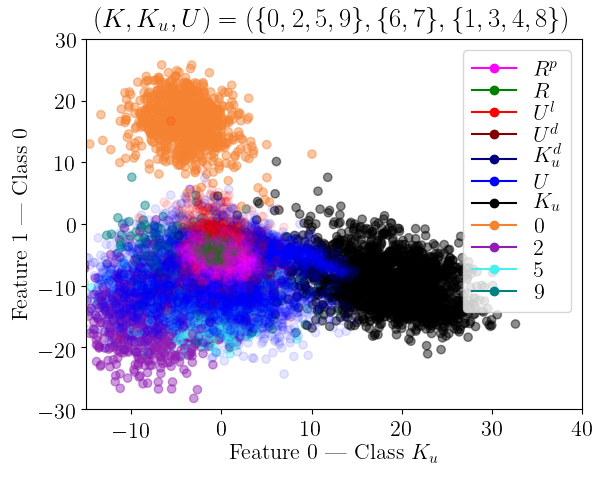 (K, K_u, U) = ({0, 2, 5, 9}, {6, 7}, {1, 3, 4, 8})
30
20
10
0
−10
−20
−30
−10
0
10
20
30
40
Feature 1 — Class 0
Feature 0 — Class K_u
R^p
R
U^l
U^d
K_u^d
U
K_u
0
2
5
9